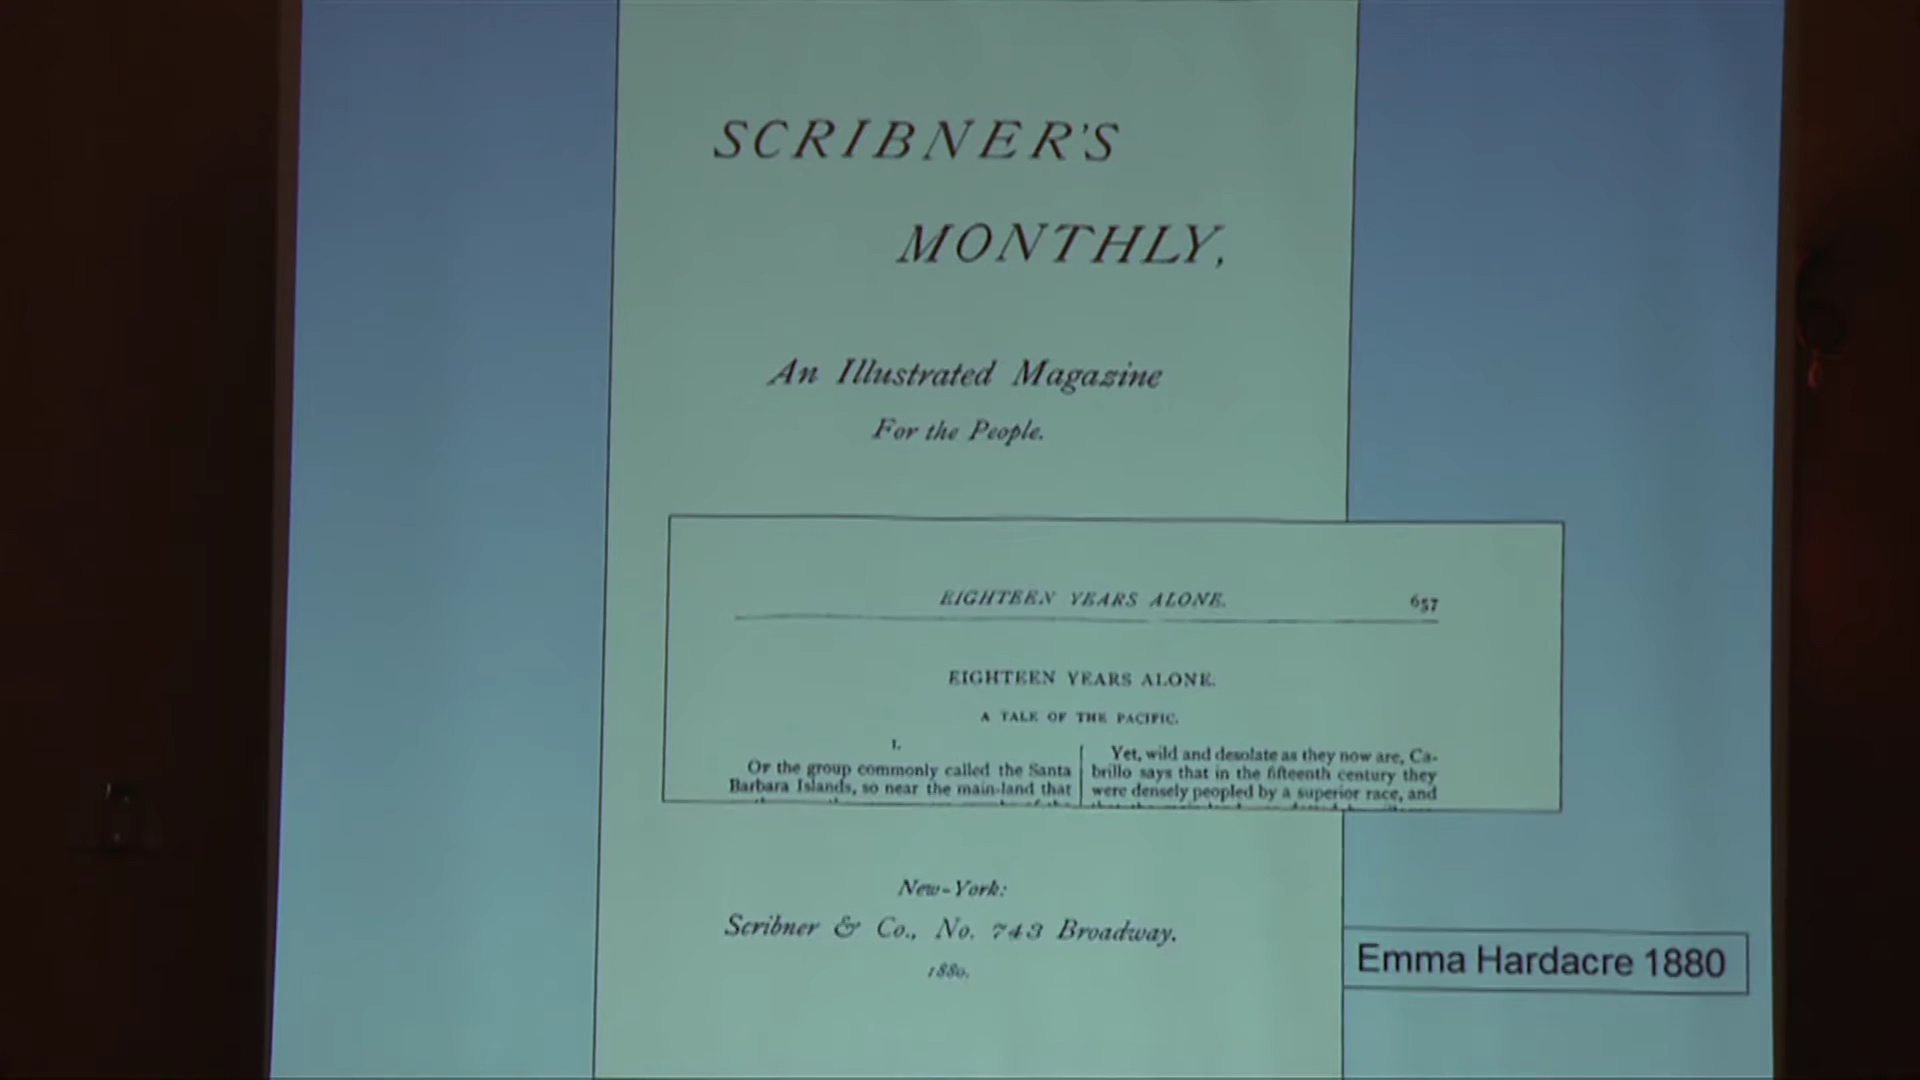 SCRIBNER'S
MONTHLY,
An Illustrated Magazine
For the People.
EIGHTEEN YEARS ALONE. 657
EIGHTEEN YEARS ALONE.
A TALE OF THE PACIFIC.
I.
Of the group commonly called the Santa
Barbara Islands, so near the main-land that
Yet, wild and desolate as they now are, Ca-
brillo says that in the fifteenth century they
were densely peopled by a superior race, and
New-York:
Scribner & Co., No. 743 Broadway.
1880.
Emma Hardacre 1880